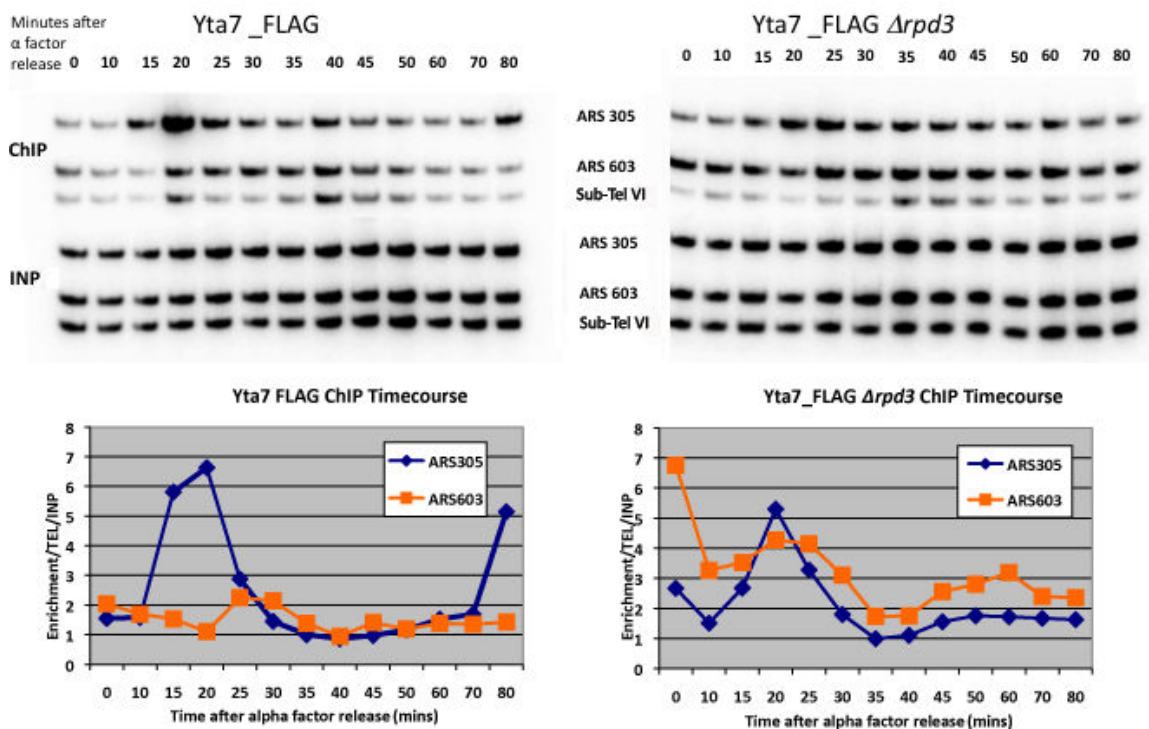 Minutes after
α factor
release
Yta7 _FLAG
0 10 15 20 25 30 35 40 45 50 60 70 80
ChIP
INP
Yta7 _FLAG Δrpd3
0 10 15 20 25 30 35 40 45 50 60 70 80
ARS 305
ARS 603
Sub-Tel VI
ARS 305
ARS 603
Sub-Tel VI
Yta7 FLAG ChIP Timecourse
Enrichment/TEL/INP
8
7
6
5
4
3
2
1
0
ARS305
ARS603
0 10 15 20 25 30 35 40 45 50 60 70 80
Time after alpha factor release (mins)
Yta7_FLAG Δrpd3 ChIP Timecourse
Enrichment/TEL/INP
8
7
6
5
4
3
2
1
0
ARS305
ARS603
0 10 15 20 25 30 35 40 45 50 60 70 80
Time after alpha factor release (mins)